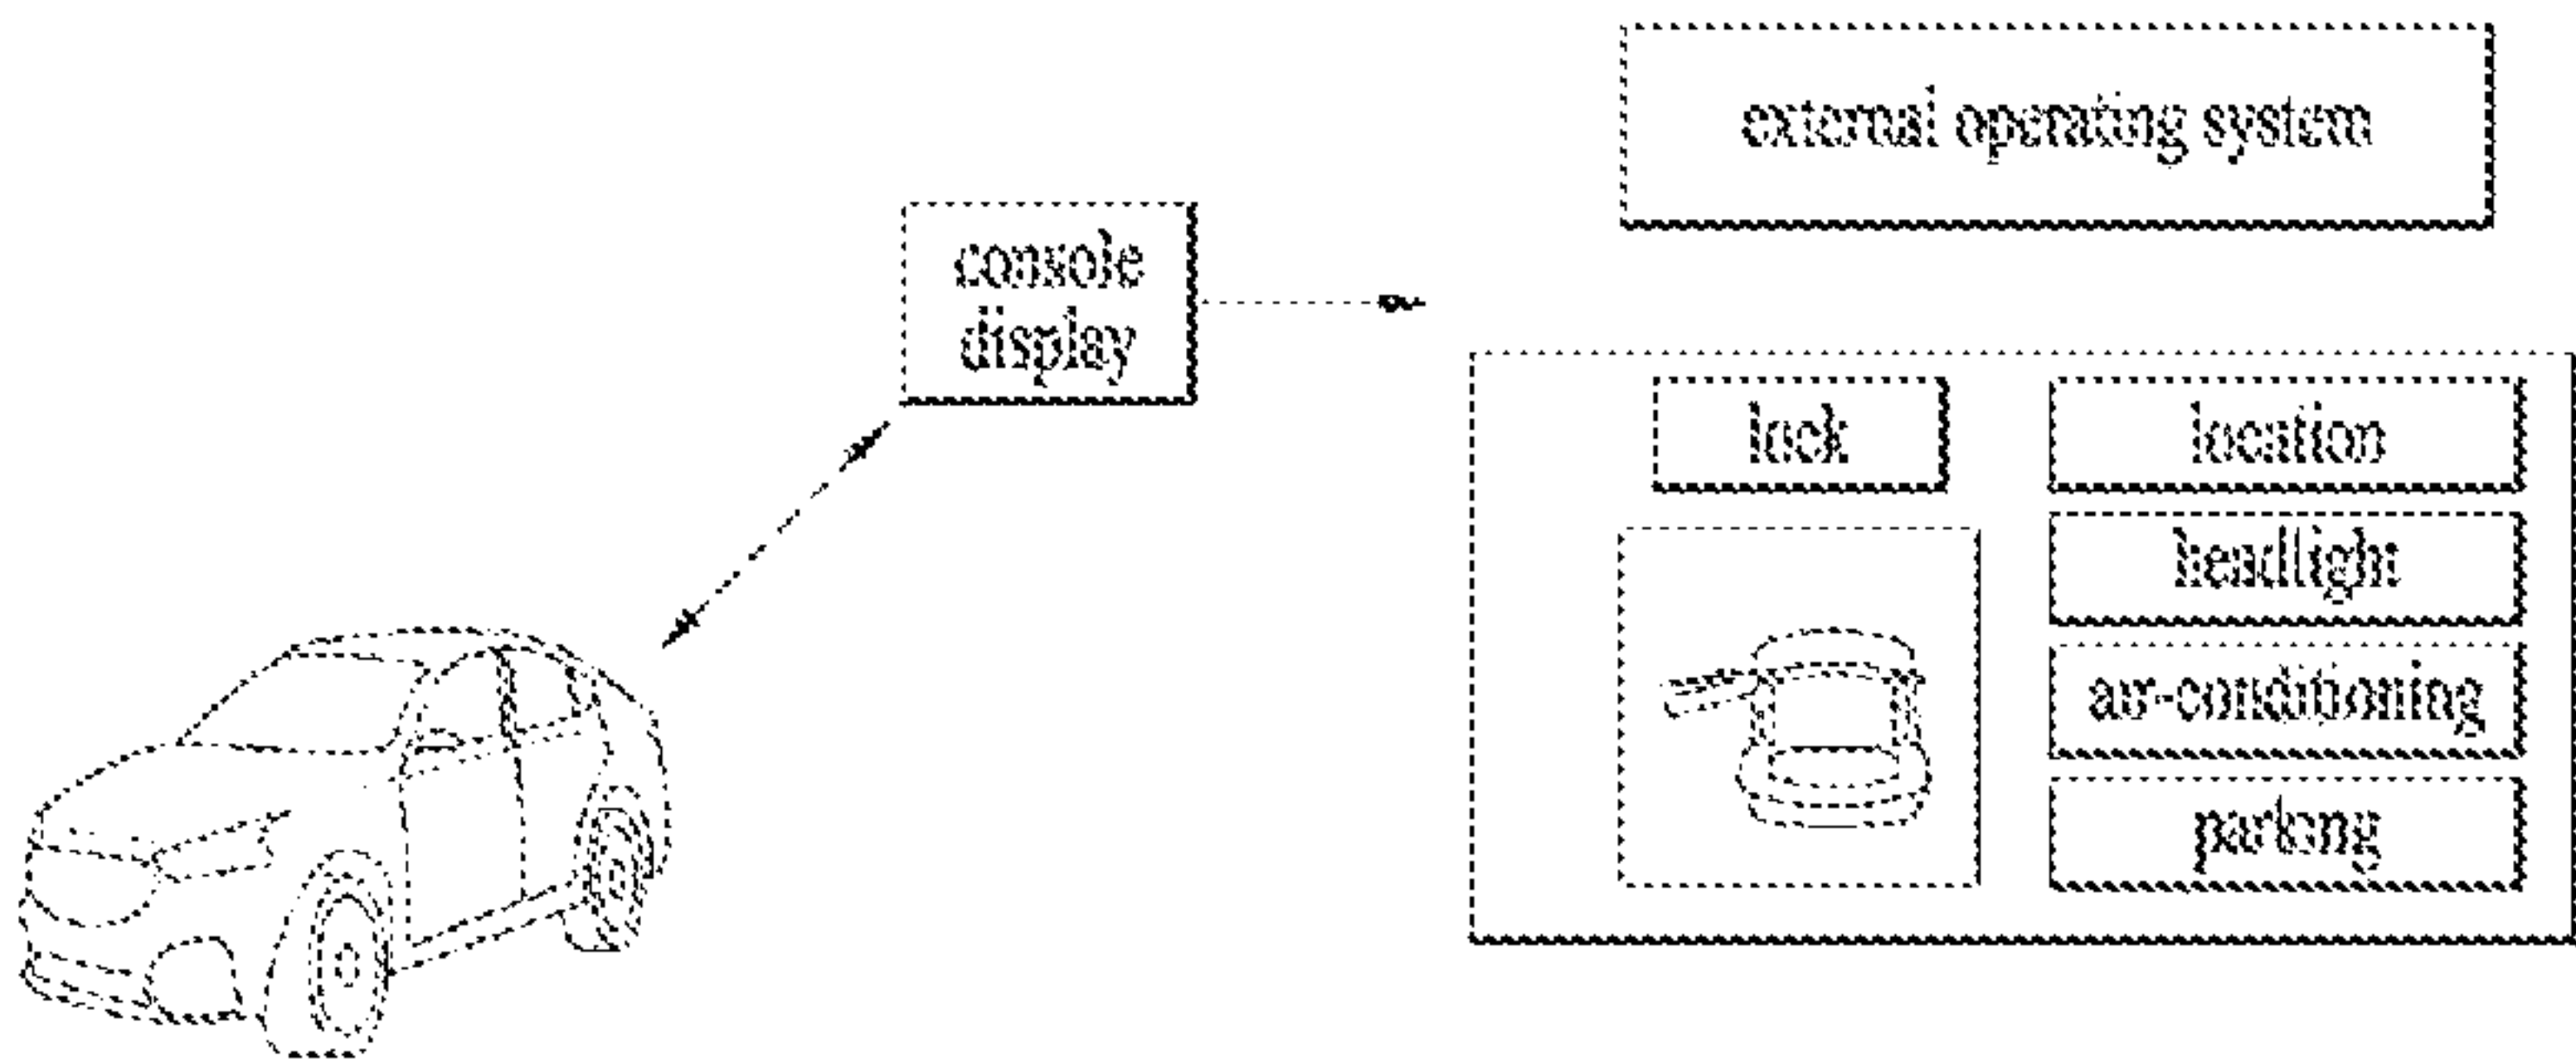 external operating system
console
display
lock
location
headlight
air-conditioning
parking